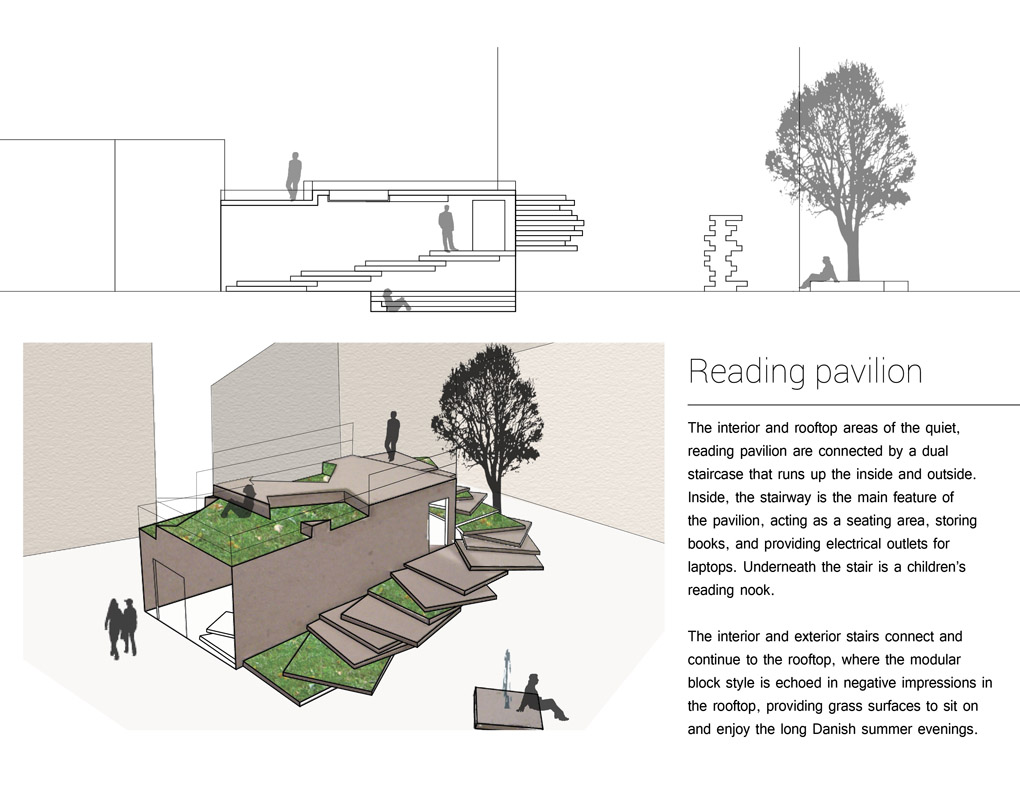 Reading pavilion
The interior and rooftop areas of the quiet,
reading pavilion are connected by a dual
staircase that runs up the inside and outside.
Inside, the stairway is the main feature of
the pavilion, acting as a seating area, storing
books, and providing electrical outlets for
laptops. Underneath the stair is a children's
reading nook.

The interior and exterior stairs connect and
continue to the rooftop, where the modular
block style is echoed in negative impressions in
the rooftop, providing grass surfaces to sit on
and enjoy the long Danish summer evenings.